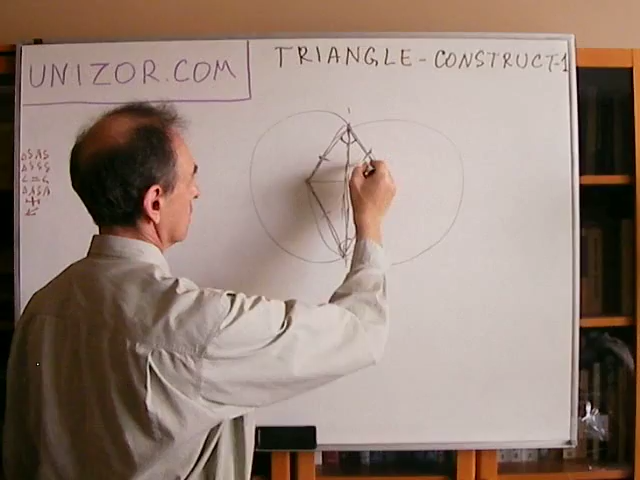 UNIZOR.COM
TRIANGLE-CONSTRUCT-1
△SAS
△SSS
∠=∠
△ASA